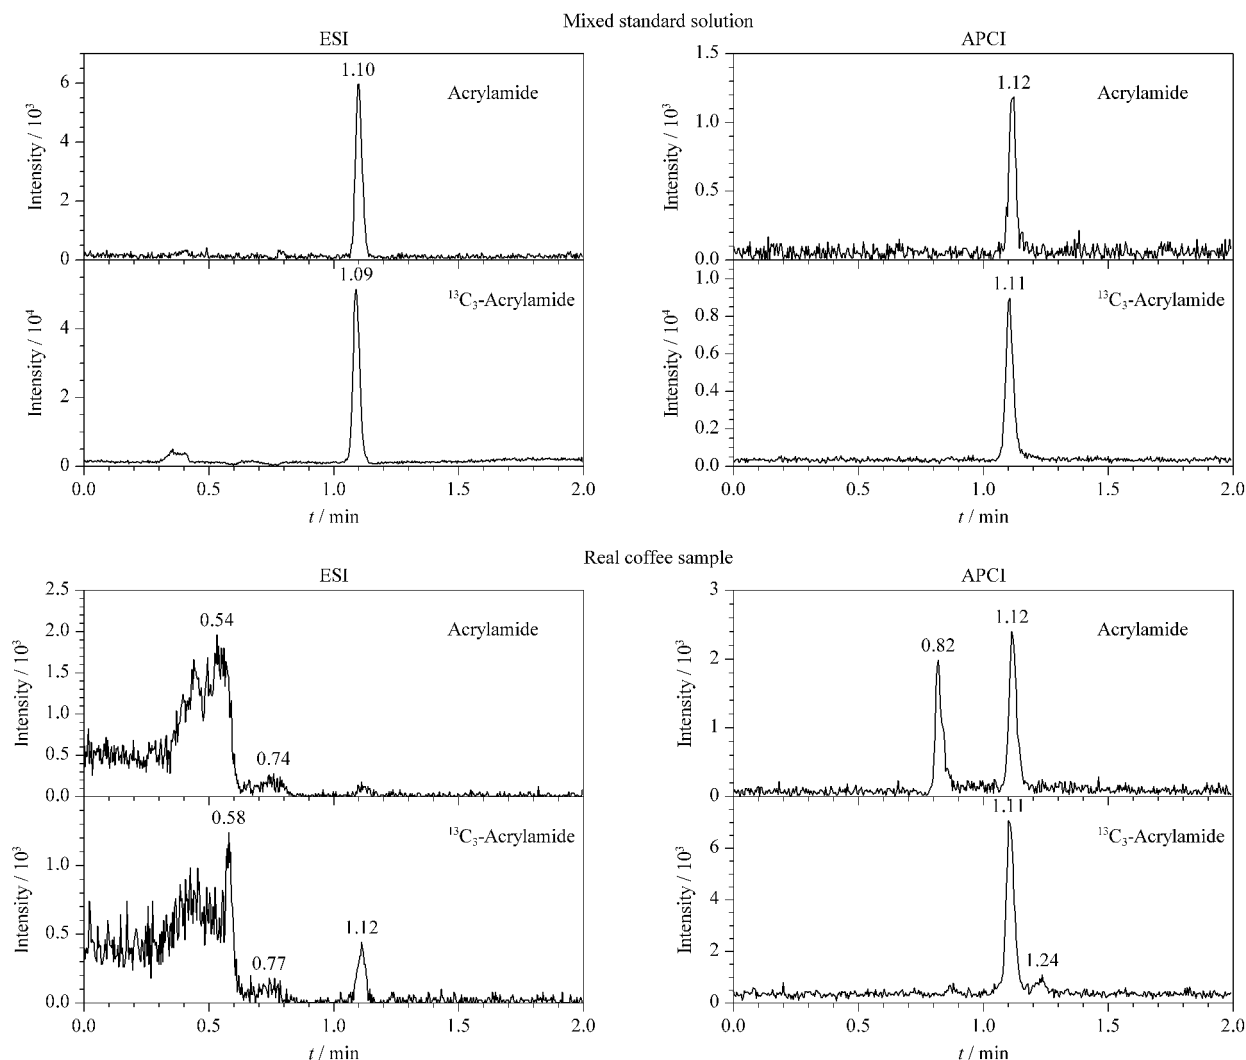 Mixed standard solution
ESI
APCI
1.10
Acrylamide
Intensity / 10³
6
4
2
0
1.09
¹³C₃-Acrylamide
Intensity / 10⁴
4
2
0
0.0 0.5 1.0 1.5 2.0
t / min
1.12
Acrylamide
Intensity / 10³
1.5
1.0
0.5
0.0
1.11
¹³C₃-Acrylamide
Intensity / 10⁴
1.0
0.8
0.6
0.4
0.2
0.0
0.0 0.5 1.0 1.5 2.0
t / min
Real coffee sample
ESI
APCI
0.54
Acrylamide
0.74
Intensity / 10³
2.5
2.0
1.5
1.0
0.5
0
0.58
¹³C₃-Acrylamide
1.12
0.77
Intensity / 10³
1.0
0.5
0.0
0.0 0.5 1.0 1.5 2.0
t / min
1.12
Acrylamide
0.82
Intensity / 10³
3
2
1
0
1.11
¹³C₃-Acrylamide
1.24
Intensity / 10³
6
4
2
0
0.0 0.5 1.0 1.5 2.0
t / min